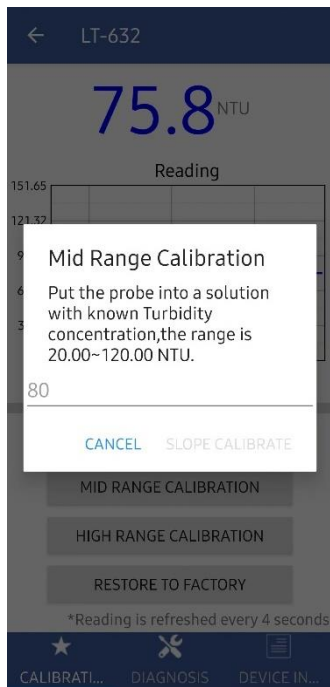 LT-632
75.8 NTU
Reading
151.65
121.32
Mid Range Calibration
Put the probe into a solution
with known Turbidity
concentration,the range is
20.00~120.00 NTU.
80
CANCEL SLOPE CALIBRATE
MID RANGE CALIBRATION
HIGH RANGE CALIBRATION
RESTORE TO FACTORY
*Reading is refreshed every 4 seconds
CALIBRATI... DIAGNOSIS DEVICE IN...